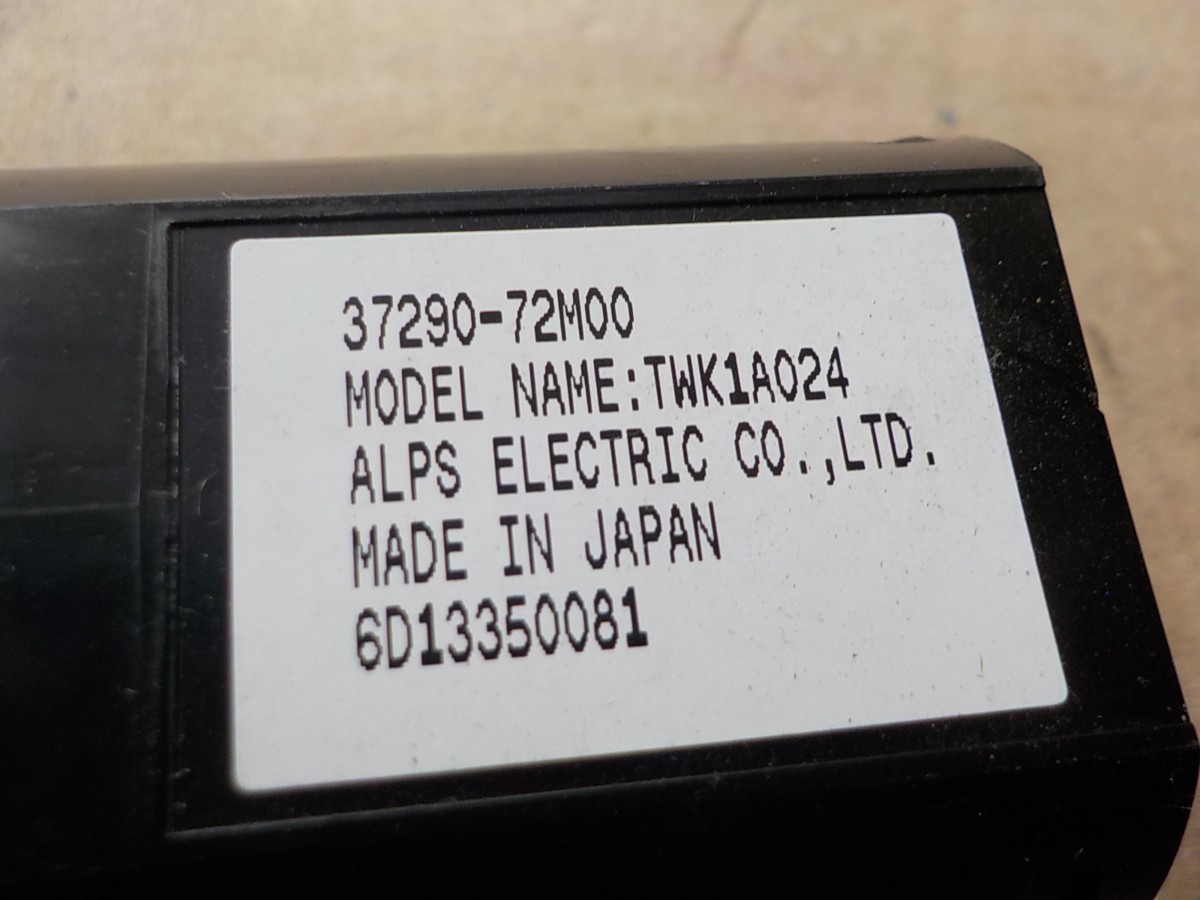 37290-72M00
MODEL NAME:TWK1A024
ALPS ELECTRIC CO.,LTD.
MADE IN JAPAN
6D13350081